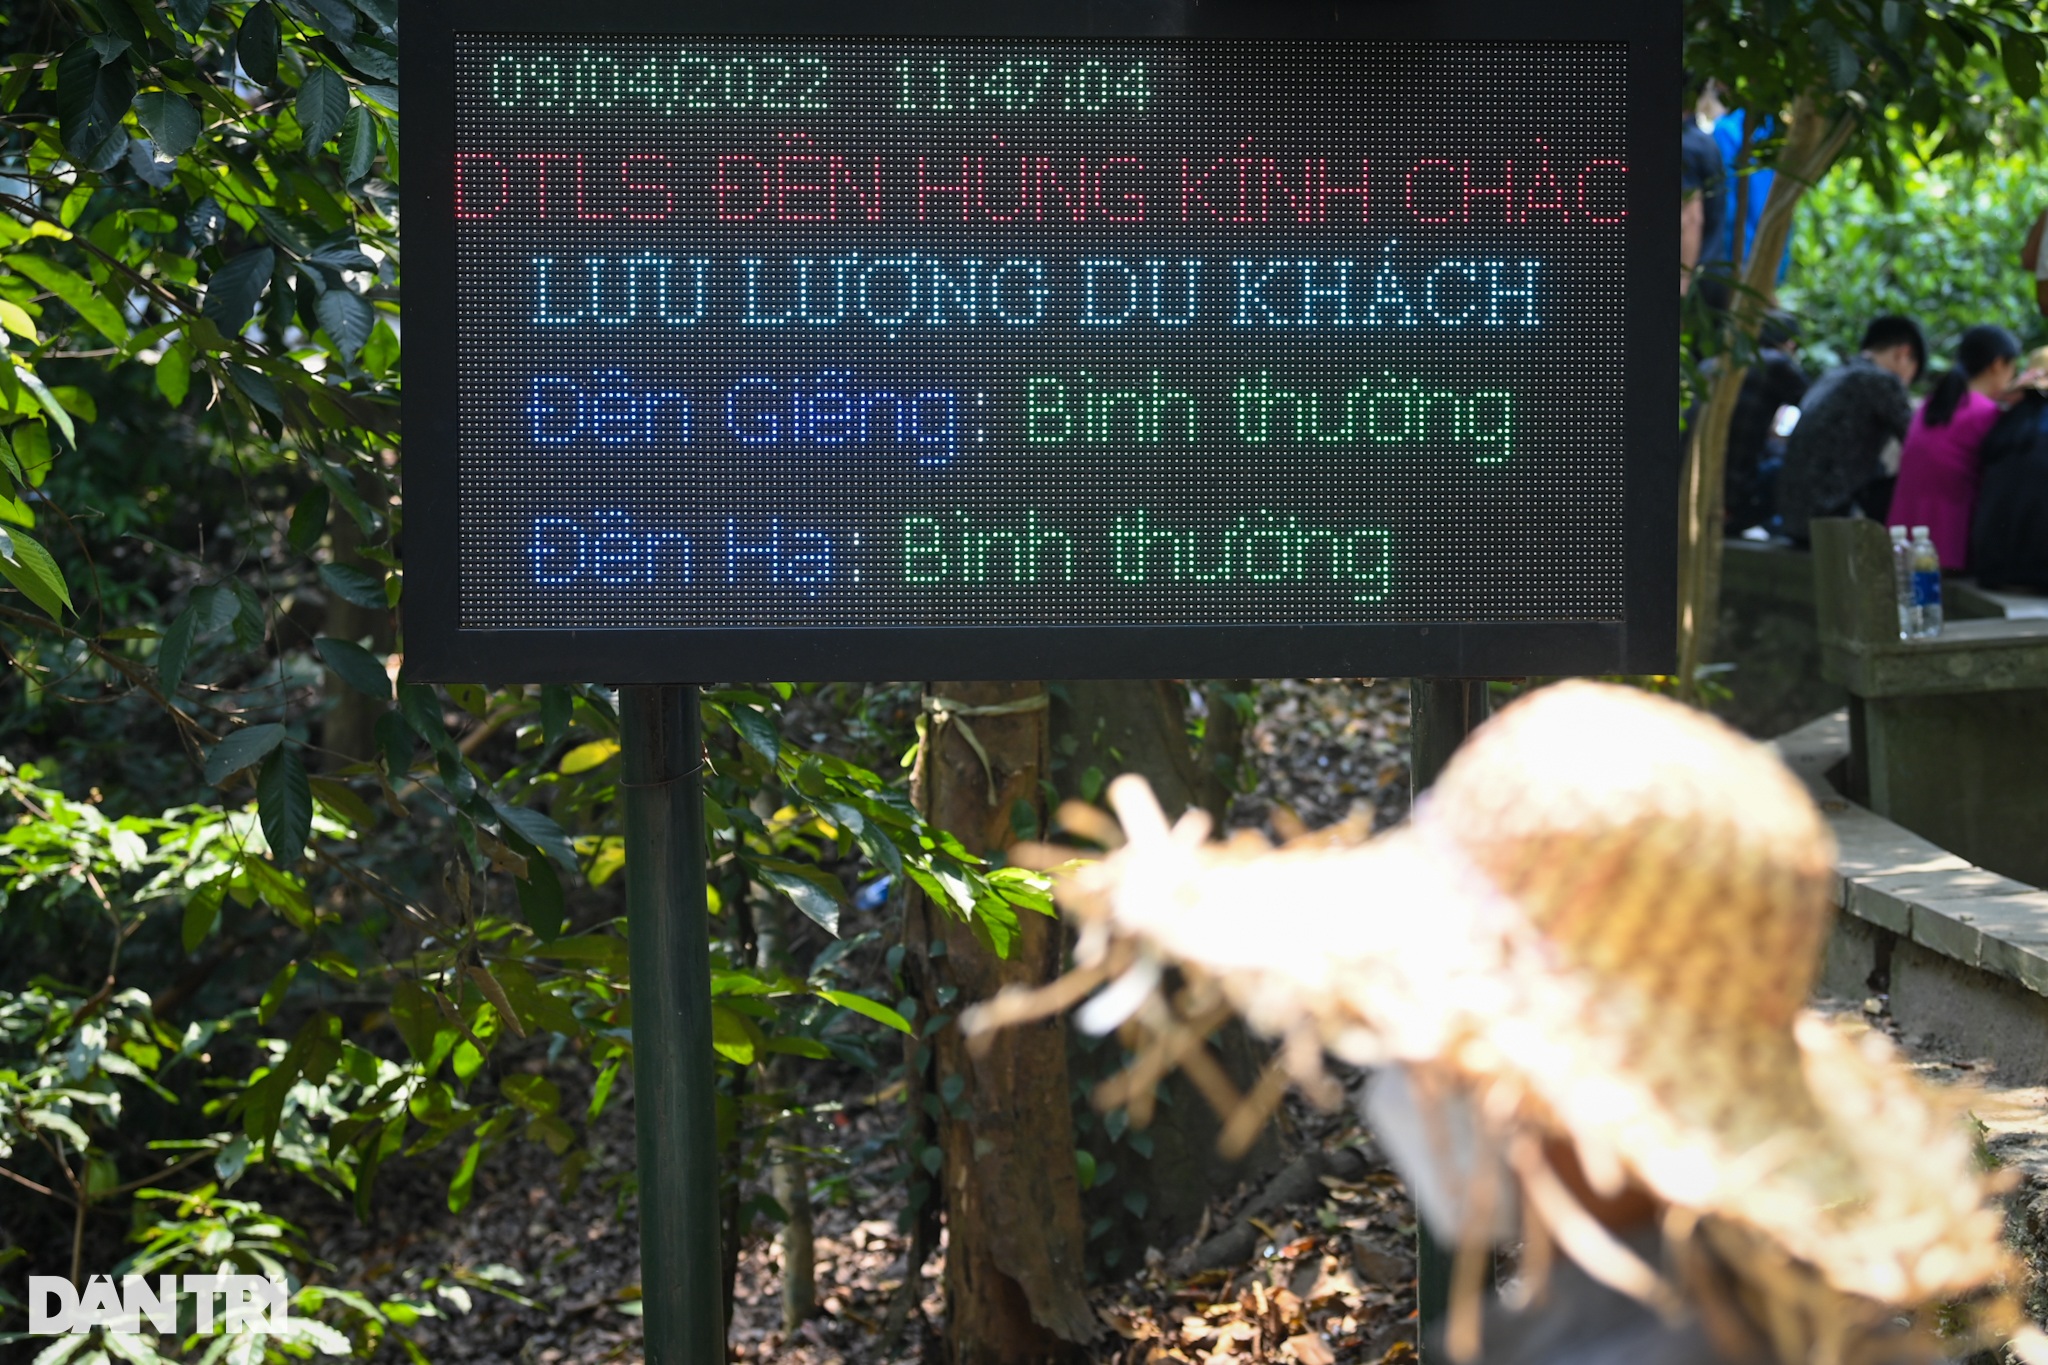 09/04/2022 11:47:04
DTLS ĐỀN HÙNG KÍNH CHÀO
LƯU LƯỢNG DU KHÁCH
Đền Giếng: Bình thường
Đền Hạ: Bình thường
DÂN TRÍ